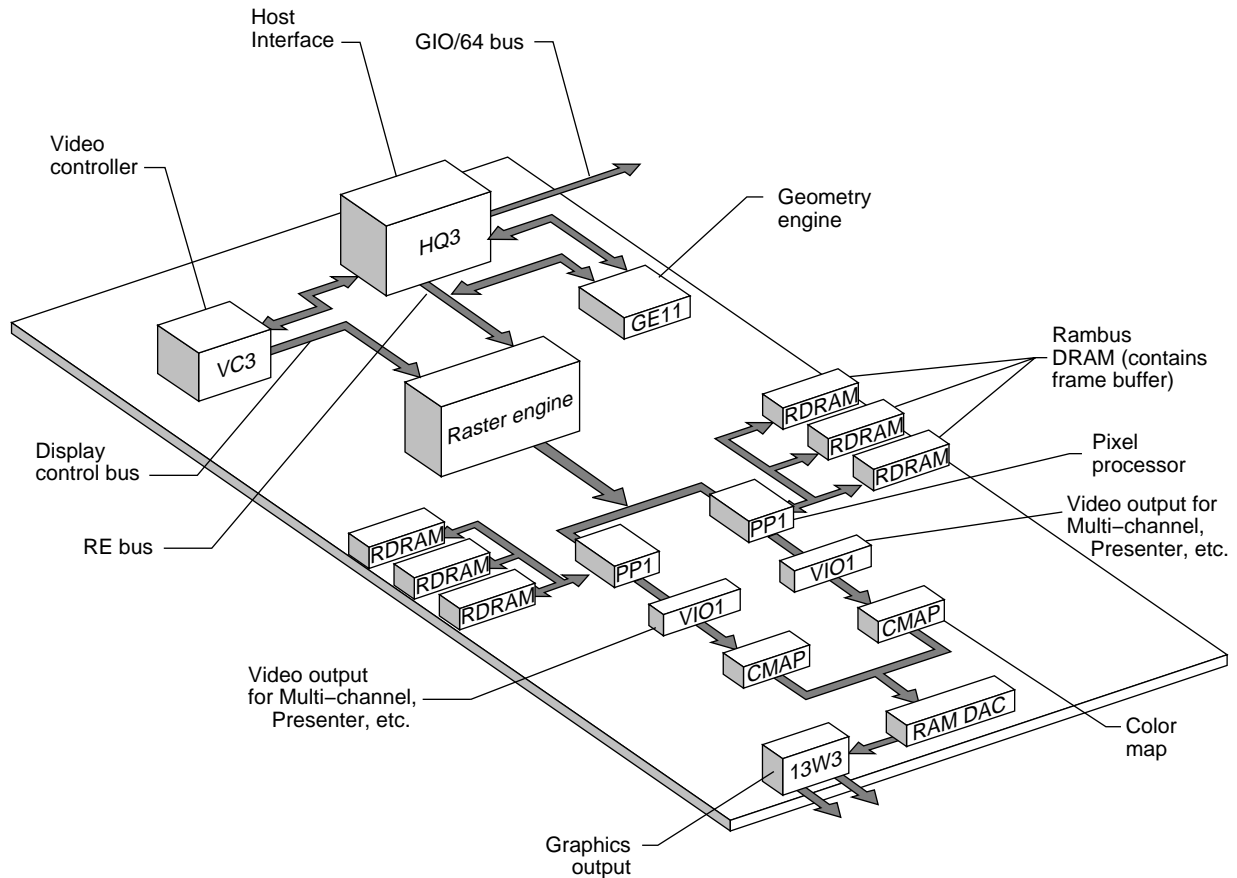 Host
Interface
GIO/64 bus
Video
controller
Geometry
engine
HQ3
GE11
VC3
Rambus
DRAM (contains
frame buffer)
Raster engine
RDRAM
RDRAM
RDRAM
Display
control bus
Pixel
processor
PP1
Video output for
Multi–channel,
Presenter, etc.
RE bus
RDRAM
RDRAM
RDRAM
PP1
VIO1
VIO1
CMAP
CMAP
Video output
for Multi–channel,
Presenter, etc.
RAM DAC
Color
map
13W3
Graphics
output